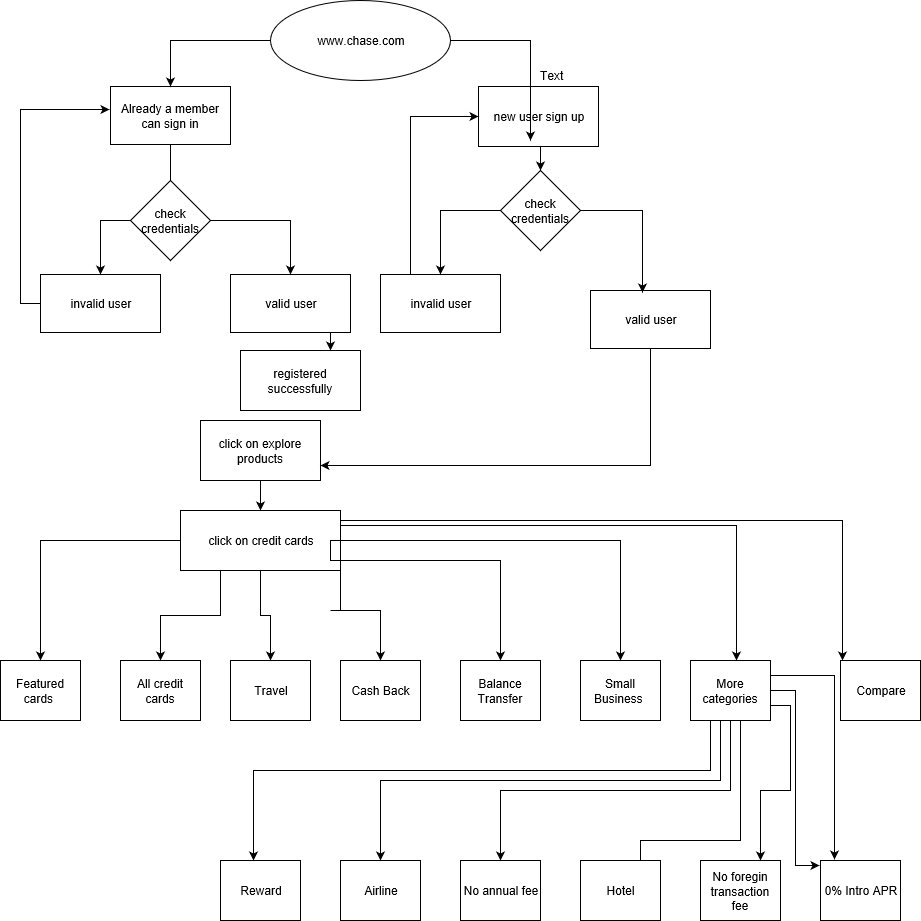 www.chase.com
Text
Already a member
can sign in
new user sign up
check
credentials
check
credentials
invalid user
valid user
invalid user
valid user
registered
successfully
click on explore
products
click on credit cards
Featured
cards
All credit
cards
Travel
Cash Back
Balance
Transfer
Small
Business
More
categories
Compare
Reward
Airline
No annual fee
Hotel
No foregin
transaction
fee
0% Intro APR